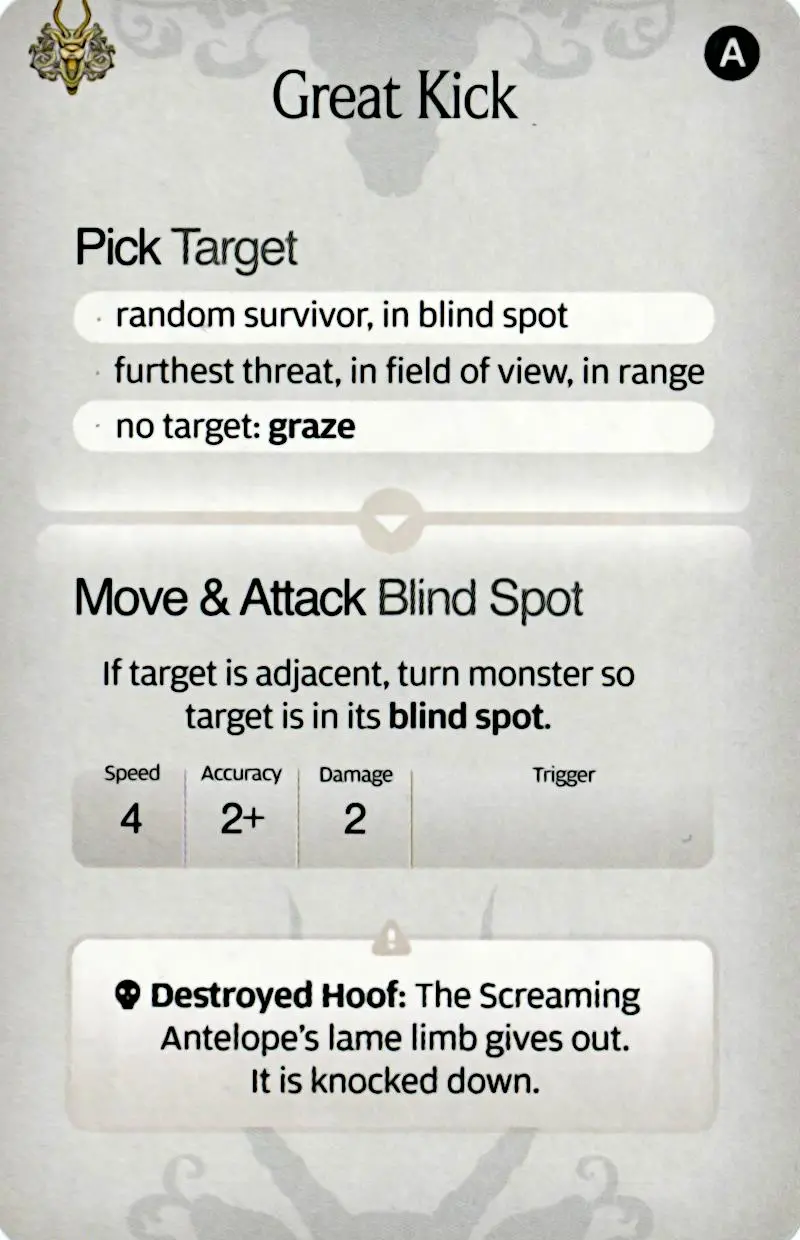 A
Great Kick
Pick Target
· random survivor, in blind spot
· furthest threat, in field of view, in range
· no target: graze
Move & Attack Blind Spot
If target is adjacent, turn monster so
target is in its blind spot.
Speed Accuracy Damage Trigger
4 2+ 2
Destroyed Hoof: The Screaming
Antelope's lame limb gives out.
It is knocked down.